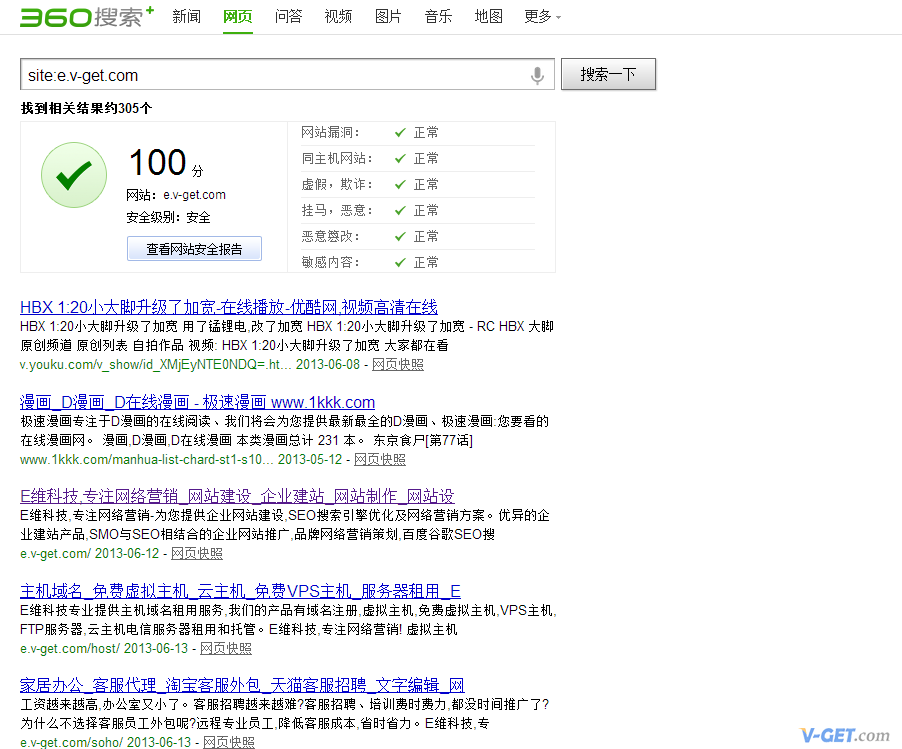 360搜索+ 新闻 网页 问答 视频 图片 音乐 地图 更多
site:e.v-get.com 搜索一下
找到相关结果约305个
100 分
网站: e.v-get.com
安全级别: 安全
查看网站安全报告
网站漏洞: 正常
同主机网站: 正常
虚假，欺诈: 正常
挂马，恶意: 正常
恶意篡改: 正常
敏感内容: 正常
HBX 1:20小大脚升级了加宽-在线播放-优酷网,视频高清在线
HBX 1:20小大脚升级了加宽 用了锰锂电,改了加宽 HBX 1:20小大脚升级了加宽 - RC HBX 大脚
原创频道 原创列表 自拍作品 视频: HBX 1:20小大脚升级了加宽 大家都在看
v.youku.com/v_show/id_XMjEyNTE0NDQ=.ht... 2013-06-08 - 网页快照
漫画_D漫画_D在线漫画 - 极速漫画 www.1kkk.com
极速漫画专注于D漫画的在线阅读、我们将会为您提供最新最全的D漫画、极速漫画:您要看的
在线漫画网。 漫画,D漫画,D在线漫画 本类漫画总计 231 本。 东京食尸[第77话]
www.1kkk.com/manhua-list-chard-st1-s10... 2013-05-12 - 网页快照
E维科技,专注网络营销_网站建设_企业建站_网站制作_网站设
E维科技,专注网络营销-为您提供企业网站建设,SEO搜索引擎优化及网络营销方案。优异的企
业建站产品,SMO与SEO相结合的企业网站推广,品牌网络营销策划,百度谷歌SEO搜
e.v-get.com/ 2013-06-12 - 网页快照
主机域名_免费虚拟主机_云主机_免费VPS主机_服务器租用_E
E维科技专业提供主机域名租用服务,我们的产品有域名注册,虚拟主机,免费虚拟主机,VPS主机,
FTP服务器,云主机电信服务器租用和托管。E维科技,专注网络营销! 虚拟主机
e.v-get.com/host/ 2013-06-13 - 网页快照
家居办公_客服代理_淘宝客服外包_天猫客服招聘_文字编辑_网
工资越来越高,办公室又小了。客服招聘越来越难?客服招聘、培训费时费力,都没时间推广了?
为什么不选择客服员工外包呢?远程专业员工,降低客服成本,省时省力。E维科技,专
e.v-get.com/soho/ 2013-06-13 - 网页快照
V-GET.com